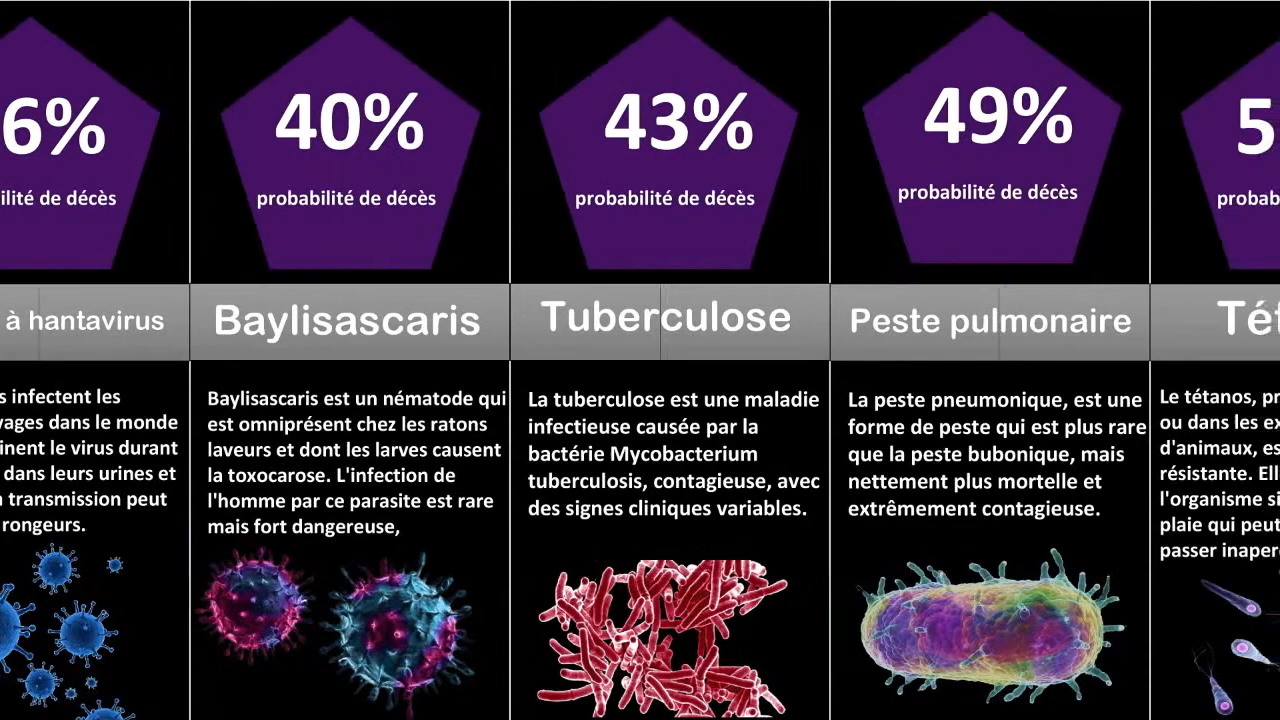 6%
ilité de décès
à hantavirus
s infectent les
vages dans le monde
inent le virus durant
dans leurs urines et
transmission peut
rongeurs.
40%
probabilité de décès
Baylisascaris
Baylisascaris est un nématode qui
est omniprésent chez les ratons
laveurs et dont les larves causent
la toxocarose. L'infection de
l'homme par ce parasite est rare
mais fort dangereuse,
43%
probabilité de décès
Tuberculose
La tuberculose est une maladie
infectieuse causée par la
bactérie Mycobacterium
tuberculosis, contagieuse, avec
des signes cliniques variables.
49%
probabilité de décès
Peste pulmonaire
La peste pneumonique, est une
forme de peste qui est plus rare
que la peste bubonique, mais
nettement plus mortelle et
extrêmement contagieuse.
5
probab
Té
Le tétanos, pr
ou dans les ex
d'animaux, es
résistante. Ell
l'organisme si
plaie qui peut
passer inaper